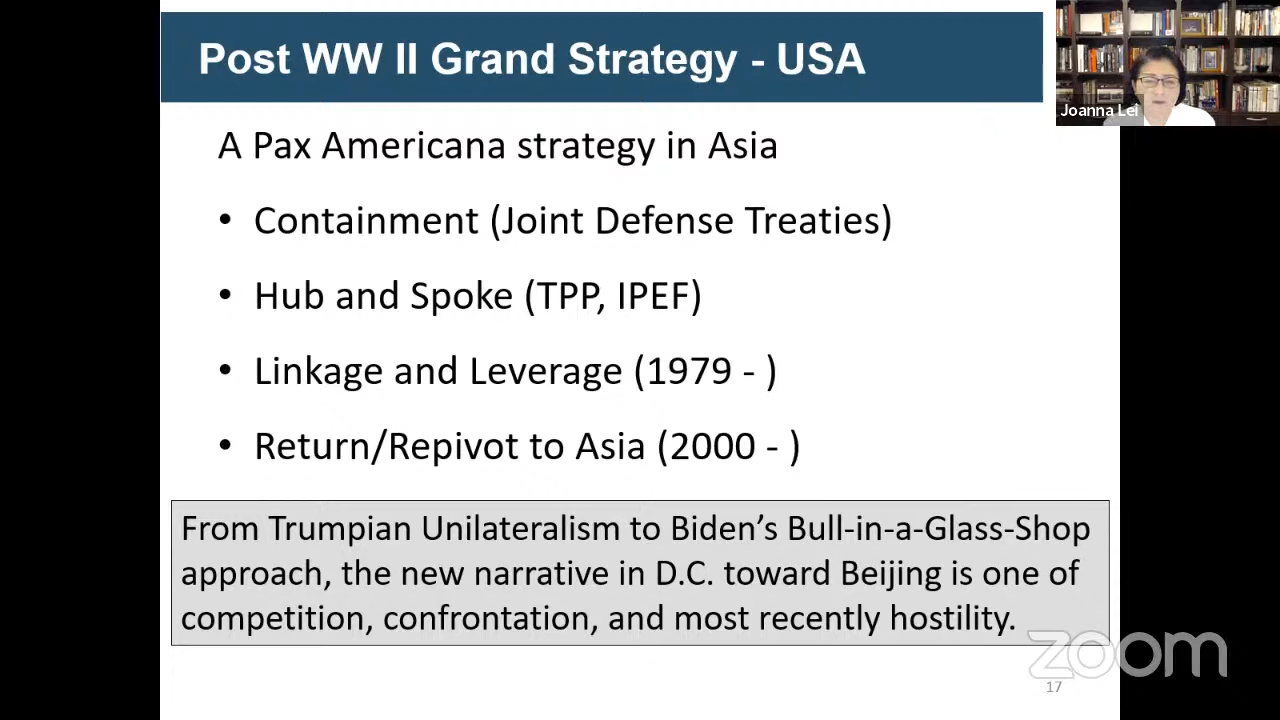 Post WW II Grand Strategy - USA
Joanna Lei
A Pax Americana strategy in Asia
• Containment (Joint Defense Treaties)
• Hub and Spoke (TPP, IPEF)
• Linkage and Leverage (1979 - )
• Return/Repivot to Asia (2000 - )
From Trumpian Unilateralism to Biden’s Bull-in-a-Glass-Shop
approach, the new narrative in D.C. toward Beijing is one of
competition, confrontation, and most recently hostility.
zoom
17